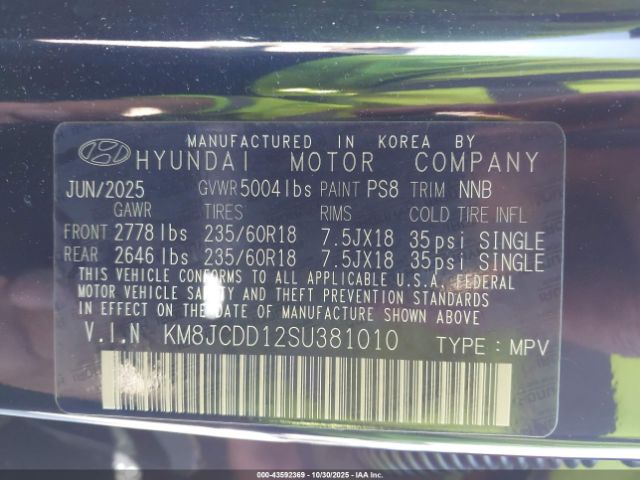 MANUFACTURED IN KOREA BY
HYUNDAI MOTOR COMPANY
JUN/2025 GVWR 5004lbs PAINT PS8 TRIM NNB
GAWR TIRES RIMS COLD TIRE INFL
FRONT 2778 lbs 235/60R18 7.5JX18 35psi SINGLE
REAR 2646 lbs 235/60R18 7.5JX18 35psi SINGLE
THIS VEHICLE CONFORMS TO ALL APPLICABLE U.S.A. FEDERAL
MOTOR VEHICLE SAFETY, BUMPER, AND THEFT PREVENTION STANDARDS
IN EFFECT ON THE DATE OF MANUFACTURE SHOWN ABOVE.
V.I.N KM8JCDD12SU381010 TYPE : MPV
000-43592369 - 10/30/2025 - IAA, Inc.